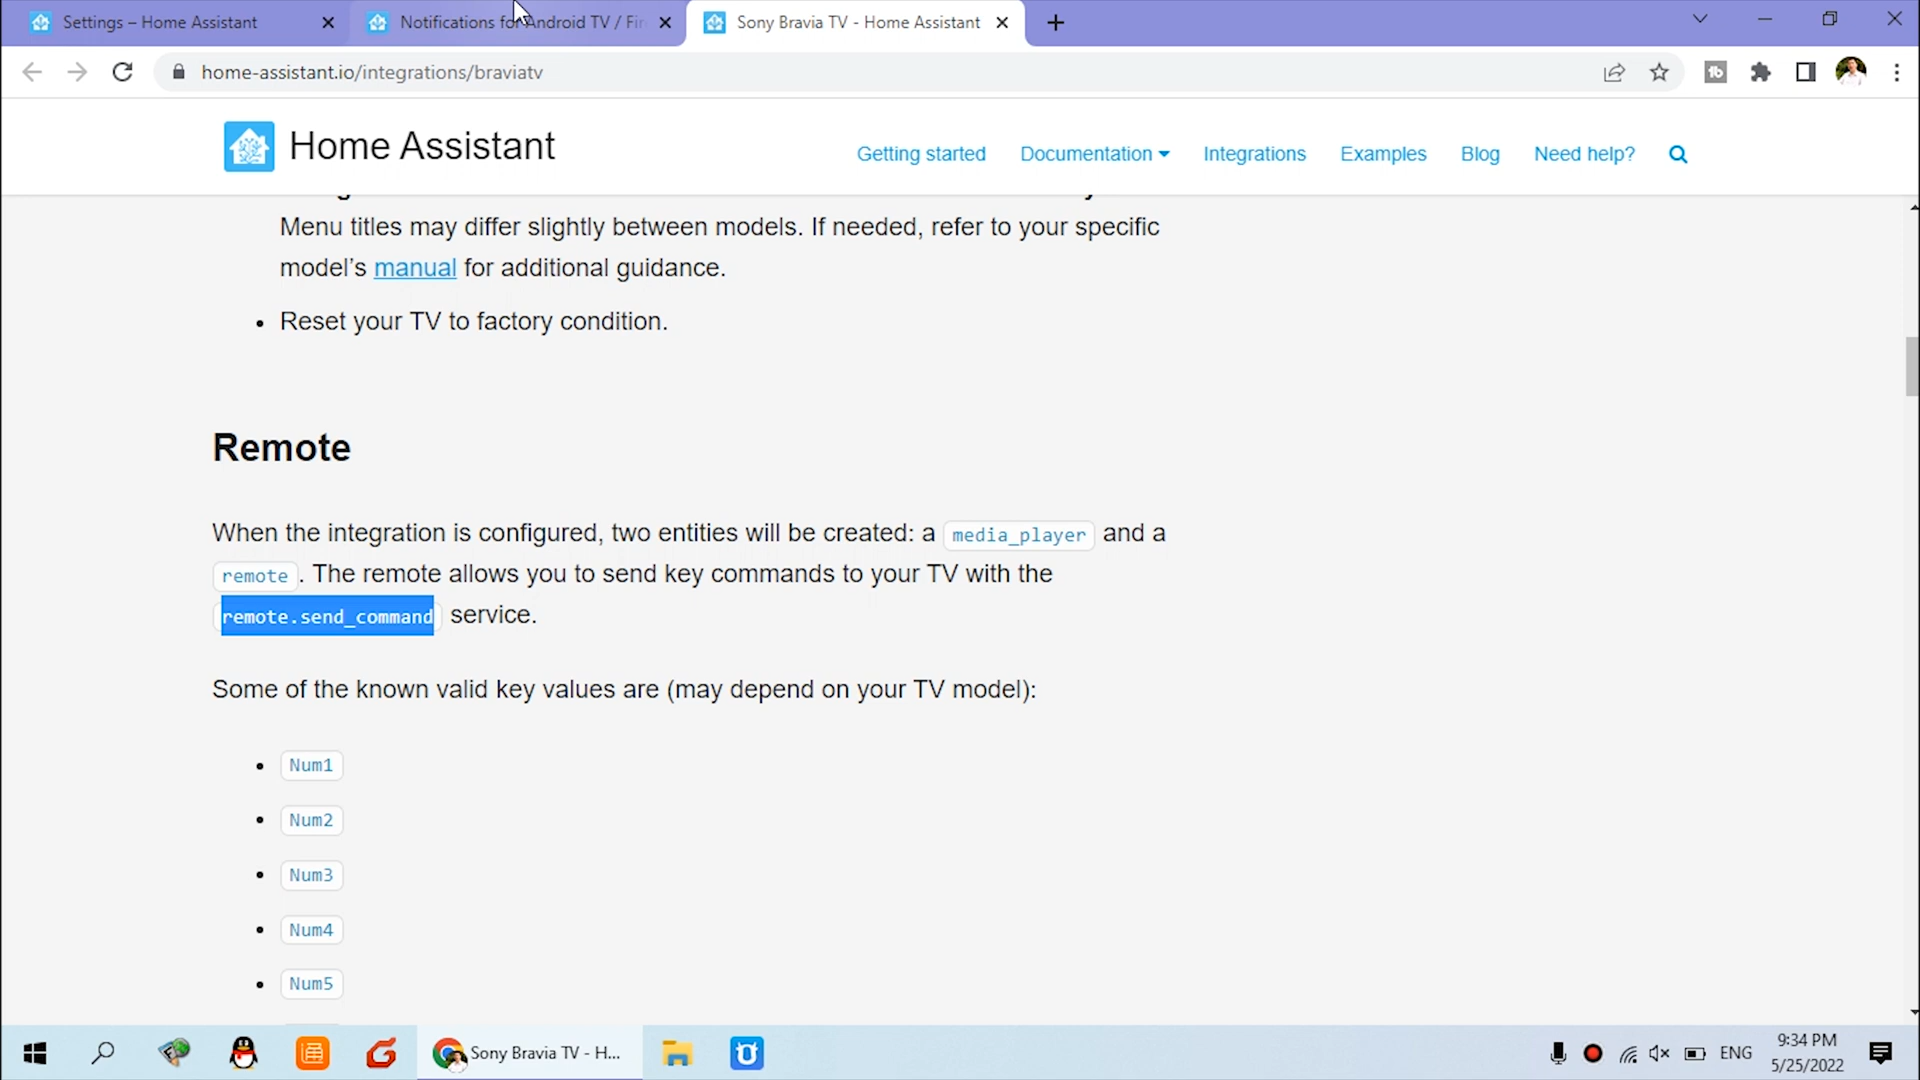 Settings – Home Assistant
Notifications for Android TV / Fir
Sony Bravia TV - Home Assistant
home-assistant.io/integrations/braviatv
Home Assistant
Getting started
Documentation
Integrations
Examples
Blog
Need help?
Menu titles may differ slightly between models. If needed, refer to your specific
model’s manual for additional guidance.
• Reset your TV to factory condition.
Remote
When the integration is configured, two entities will be created: a media_player and a
remote . The remote allows you to send key commands to your TV with the
remote.send_command service.
Some of the known valid key values are (may depend on your TV model):
• Num1
• Num2
• Num3
• Num4
• Num5
Sony Bravia TV - H...
ENG
9:34 PM
5/25/2022